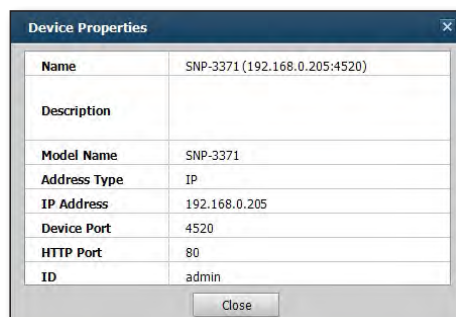 Device Properties
Name SNP-3371 (192.168.0.205:4520)
Description
Model Name SNP-3371
Address Type IP
IP Address 192.168.0.205
Device Port 4520
HTTP Port 80
ID admin
Close